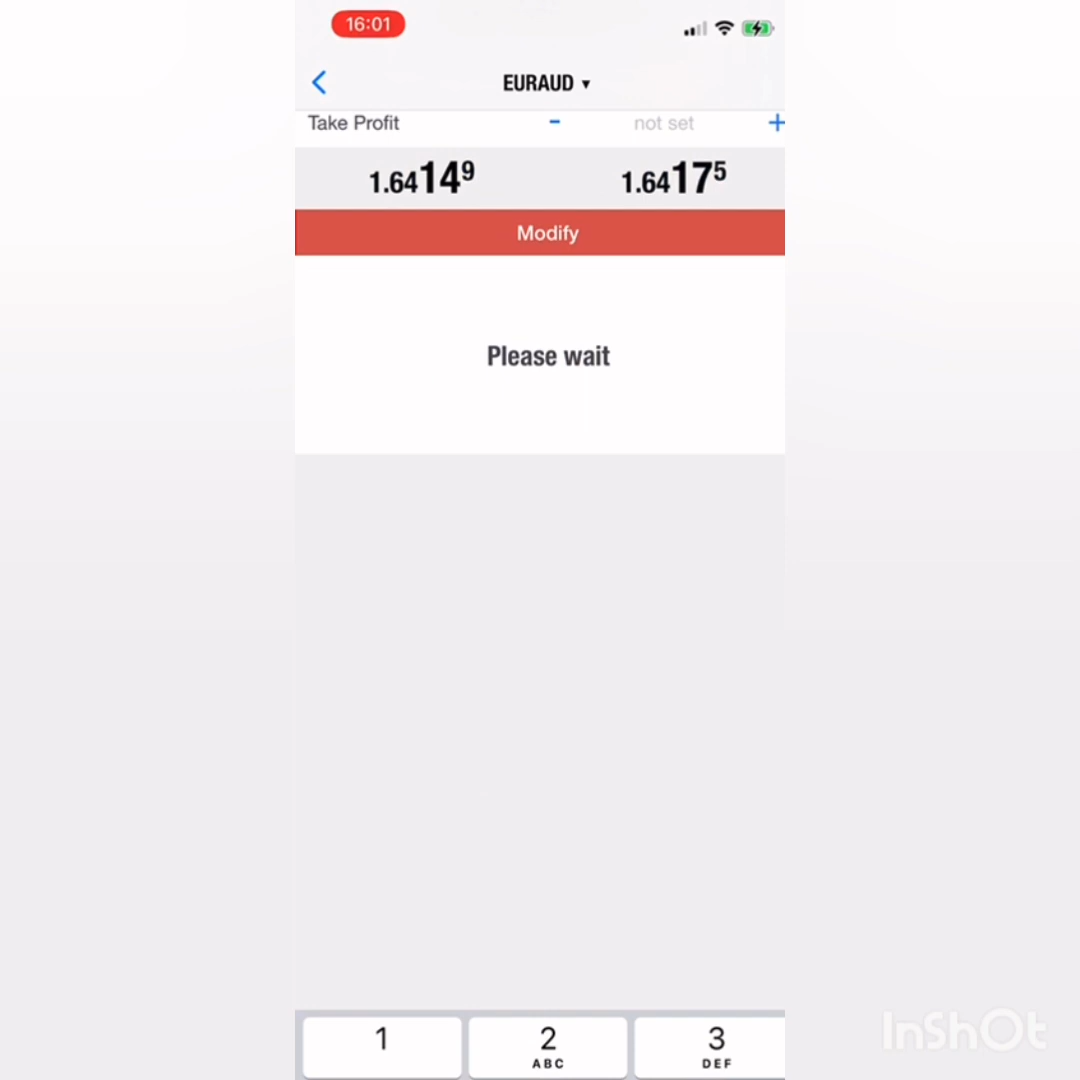 16:01
EURAUD ▼
Take Profit - not set +
1.64149 1.64175
Modify
Please wait
1 2 3
ABC DEF
InShOt